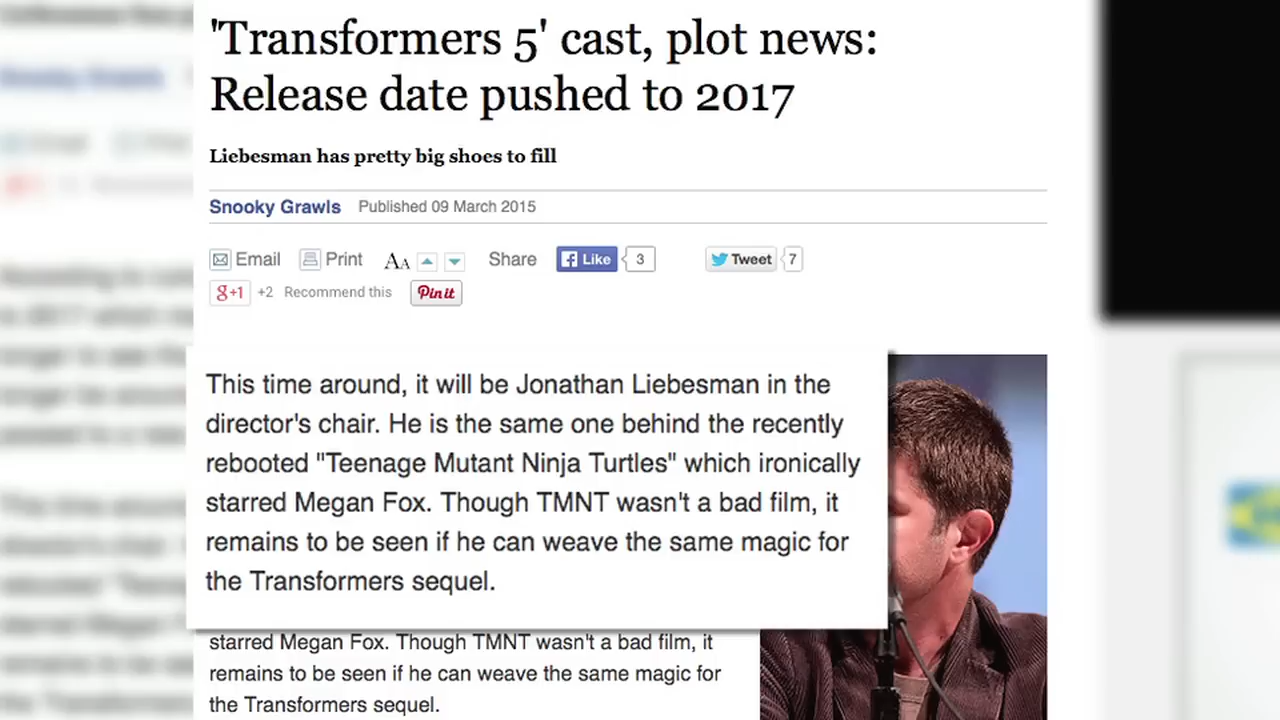 'Transformers 5' cast, plot news:
Release date pushed to 2017
Liebesman has pretty big shoes to fill
Snooky Grawls Published 09 March 2015
Email Print AA Share Like 3 Tweet 7
g+1 +2 Recommend this Pin it
This time around, it will be Jonathan Liebesman in the
director's chair. He is the same one behind the recently
rebooted "Teenage Mutant Ninja Turtles" which ironically
starred Megan Fox. Though TMNT wasn't a bad film, it
remains to be seen if he can weave the same magic for
the Transformers sequel.
starred Megan Fox. Though TMNT wasn't a bad film, it
remains to be seen if he can weave the same magic for
the Transformers sequel.